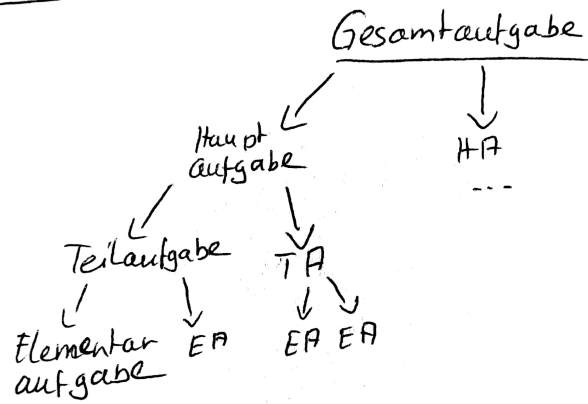 Gesamtaufgabe
Haupt
aufgabe
HA
---
Teilaufgabe
TA
Elementar
aufgabe
EA
EA
EA